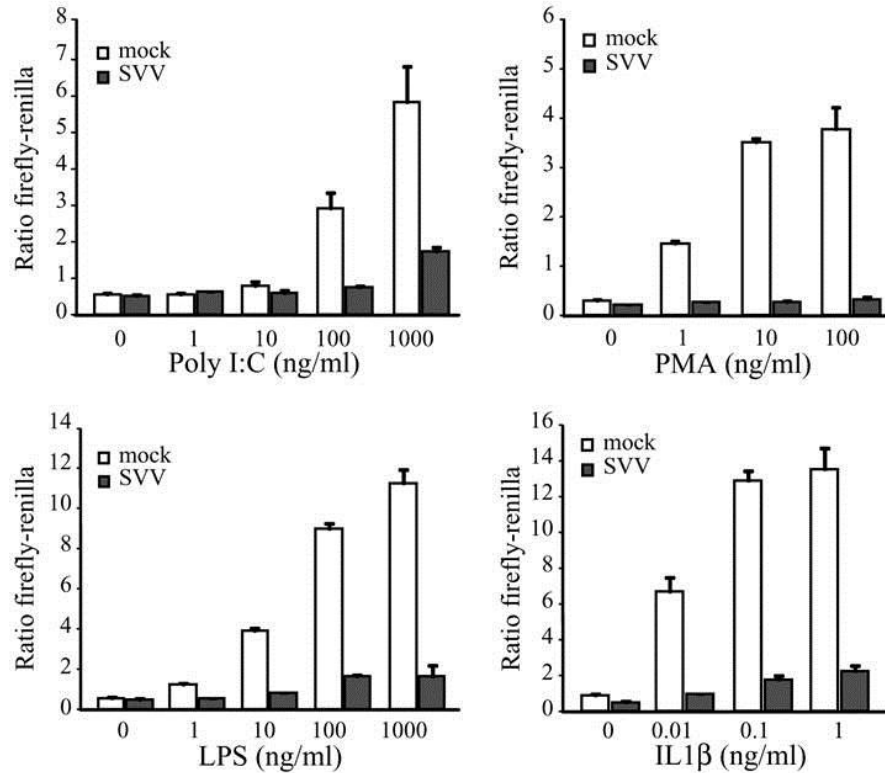 Ratio firefly-renilla
8
7
6
5
4
3
2
1
0
mock
SVV
0 1 10 100 1000
Poly I:C (ng/ml)
Ratio firefly-renilla
6
5
4
3
2
1
0
mock
SVV
0 1 10 100
PMA (ng/ml)
Ratio firefly-renilla
14
12
10
8
6
4
2
0
mock
SVV
0 1 10 100 1000
LPS (ng/ml)
Ratio firefly-renilla
16
14
12
10
8
6
4
2
0
mock
SVV
0 0.01 0.1 1
IL1β (ng/ml)